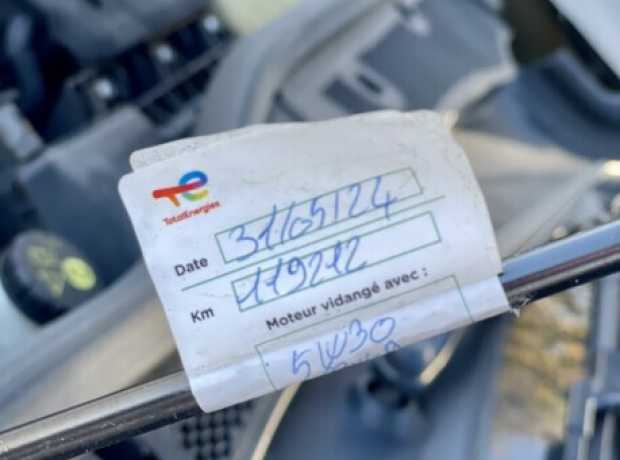 TotalEnergies
Date 31/05/24
Km 119212
Moteur vidangé avec :
5W30